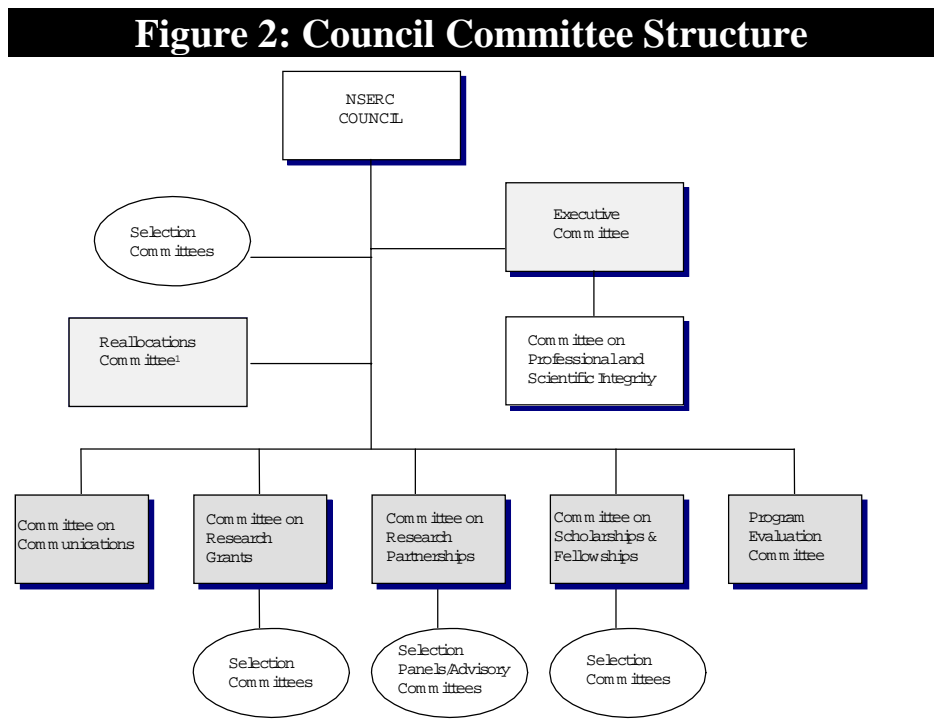 Figure 2: Council Committee Structure
NSERC
COUNCIL
Executive
Committee
Selection
Committees
Reallocations
Committee¹
Committee on
Professional and
Scientific Integrity
Committee on
Communications
Committee on
Research
Grants
Committee on
Research
Partnerships
Committee on
Scholarships &
Fellowships
Program
Evaluation
Committee
Selection
Committees
Selection
Panels/Advisory
Committees
Selection
Committees